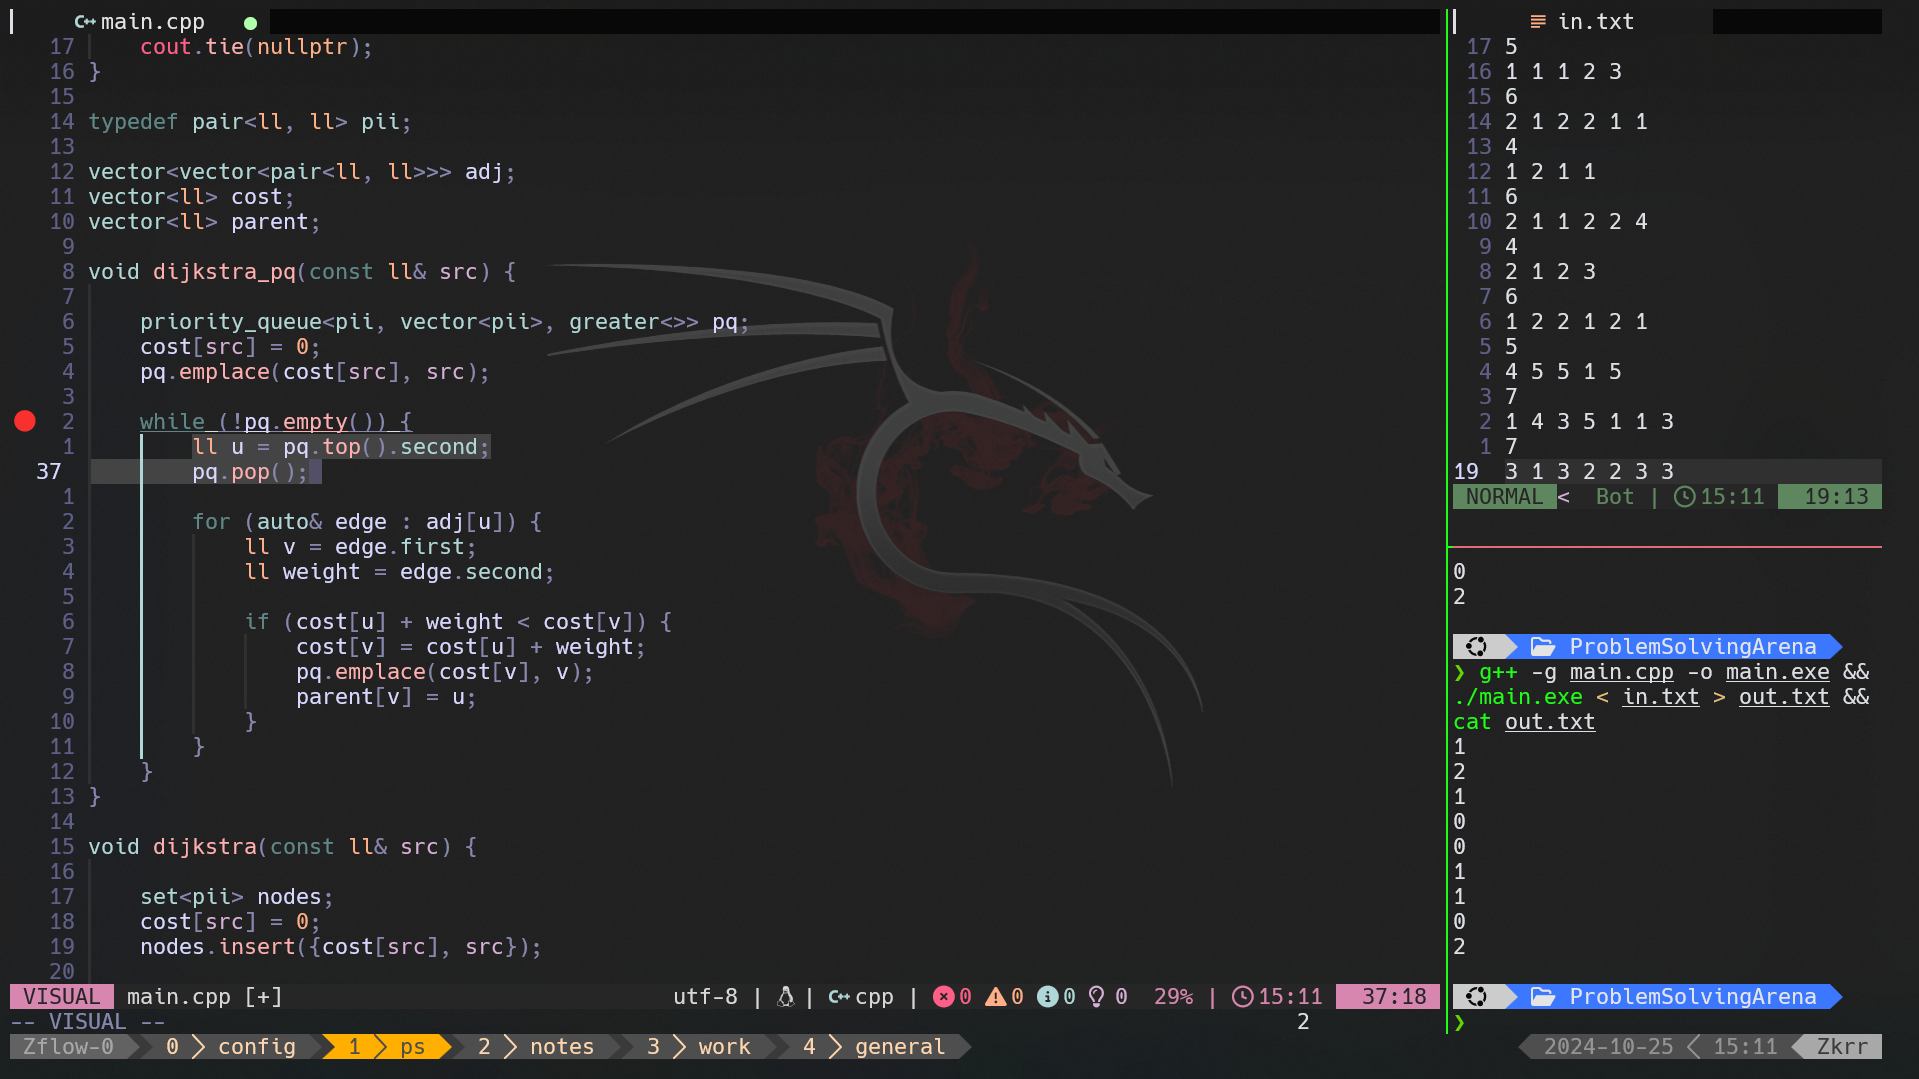 main.cpp
17     cout.tie(nullptr);
16 }
15
14 typedef pair<ll, ll> pii;
13
12 vector<vector<pair<ll, ll>>> adj;
11 vector<ll> cost;
10 vector<ll> parent;
9
8 void dijkstra_pq(const ll& src) {
7
6     priority_queue<pii, vector<pii>, greater<>> pq;
5     cost[src] = 0;
4     pq.emplace(cost[src], src);
3
2     while (!pq.empty()) {
1         ll u = pq.top().second;
37         pq.pop();
1
2         for (auto& edge : adj[u]) {
3             ll v = edge.first;
4             ll weight = edge.second;
5
6             if (cost[u] + weight < cost[v]) {
7                 cost[v] = cost[u] + weight;
8                 pq.emplace(cost[v], v);
9                 parent[v] = u;
10             }
11         }
12     }
13 }
14
15 void dijkstra(const ll& src) {
16
17     set<pii> nodes;
18     cost[src] = 0;
19     nodes.insert({cost[src], src});
20
VISUAL main.cpp [+] utf-8 | | C++ cpp | 0 0 0 0 29% | 15:11 37:18
-- VISUAL -- 2
in.txt
17 5
16 1 1 1 2 3
15 6
14 2 1 2 2 1 1
13 4
12 1 2 1 1
11 6
10 2 1 1 2 2 4
9 4
8 2 1 2 3
7 6
6 1 2 2 1 2 1
5 5
4 4 5 5 1 5
3 7
2 1 4 3 5 1 1 3
1 7
19 3 1 3 2 2 3 3
NORMAL < Bot | 15:11 19:13
0
2
ProblemSolvingArena
❯ g++ -g main.cpp -o main.exe &&
./main.exe < in.txt > out.txt &&
cat out.txt
1
2
1
0
0
1
1
0
2
ProblemSolvingArena
❯
Zflow-0 0 config 1 ps 2 notes 3 work 4 general 2024-10-25 15:11 Zkrr